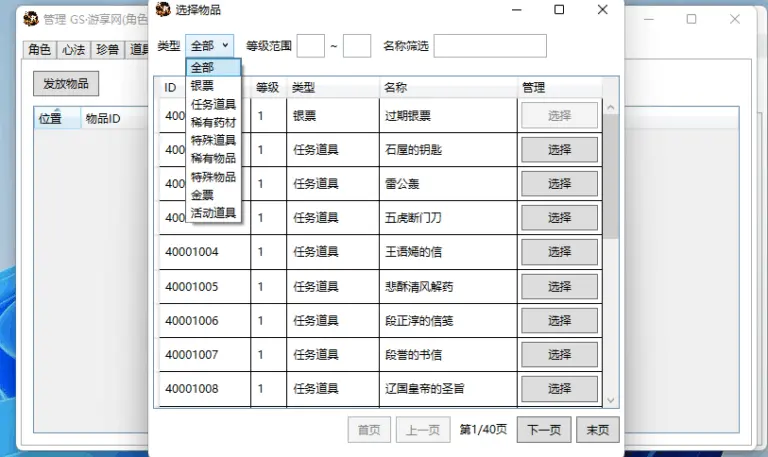 管理 GS·游享网(角色
选择物品
角色 心法 珍兽 道具
类型 全部 等级范围 ~ 名称筛选
发放物品
全部
银票
任务道具
稀有药材
特殊道具
稀有物品
特殊物品
金票
活动道具
位置 物品ID
ID 等级 类型 名称 管理
400 1 银票 过期银票 选择
400 1 任务道具 石屋的钥匙 选择
400 1 任务道具 雷公轰 选择
400 1 任务道具 五虎断门刀 选择
40001004 1 任务道具 王语嫣的信 选择
40001005 1 任务道具 悲酥清风解药 选择
40001006 1 任务道具 段正淳的信笺 选择
40001007 1 任务道具 段誉的书信 选择
40001008 1 任务道具 辽国皇帝的圣旨 选择
首页 上一页 第1/40页 下一页 末页